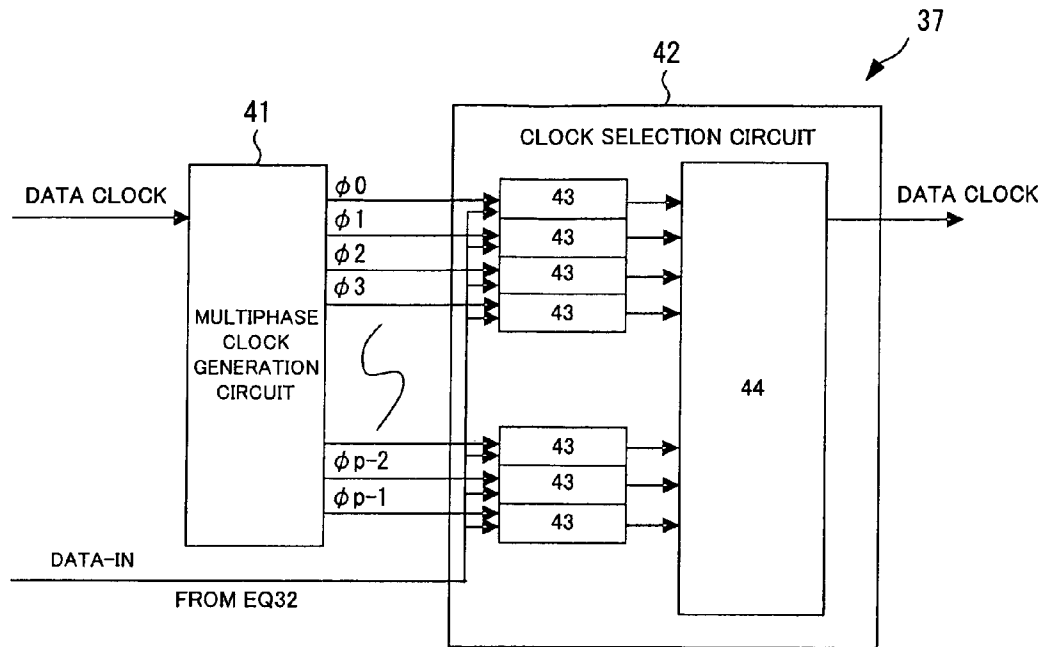 37
42
41
CLOCK SELECTION CIRCUIT
DATA CLOCK
DATA CLOCK
φ0
φ1
φ2
φ3
43
43
43
43
MULTIPHASE
CLOCK
GENERATION
CIRCUIT
44
φp-2
φp-1
43
43
43
DATA-IN
FROM EQ32